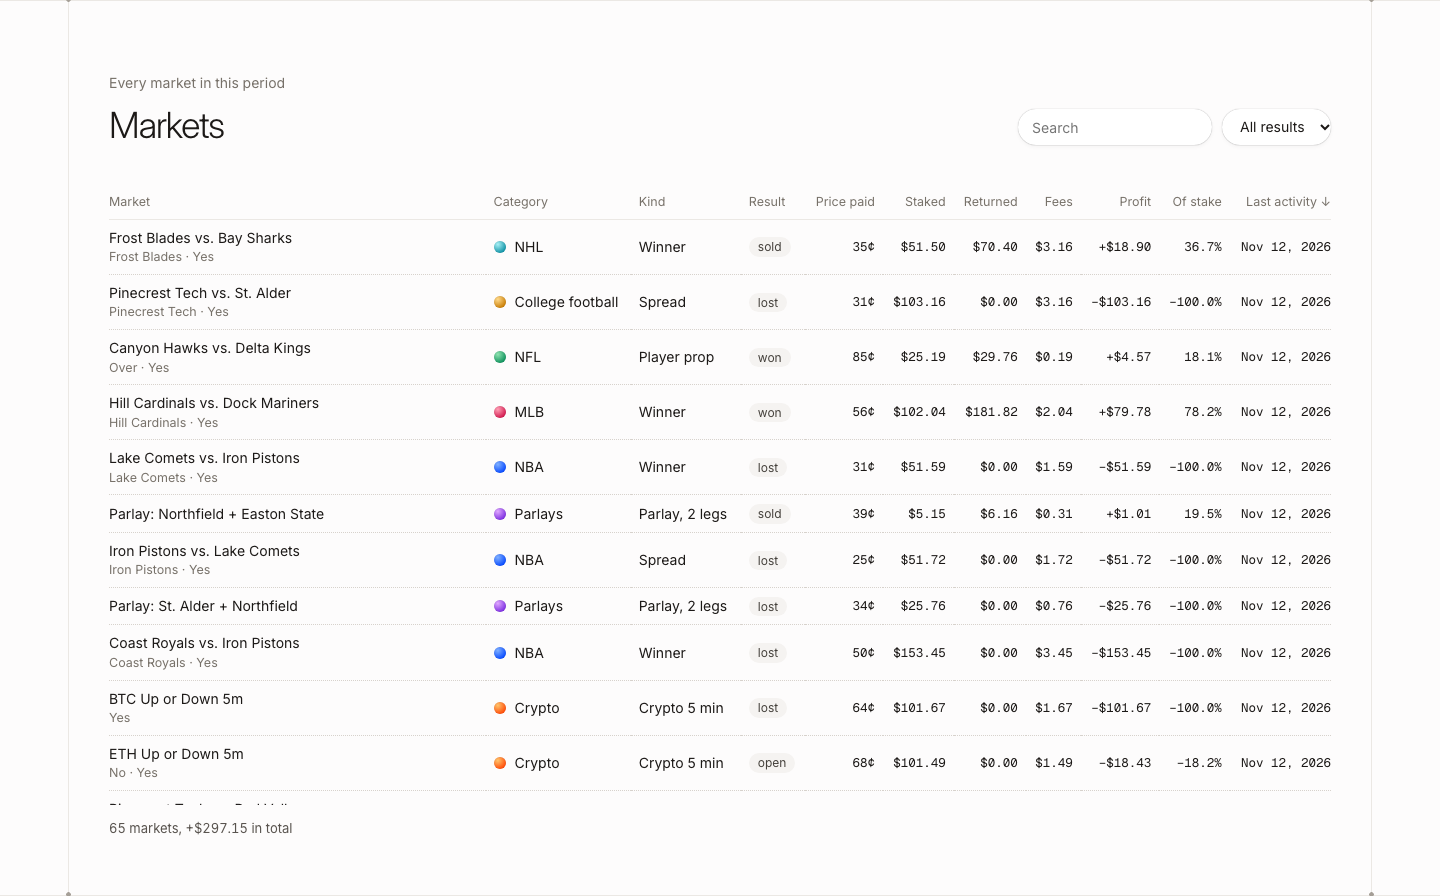 Every market in this period
Markets
Search
All results
Market Category Kind Result Price paid Staked Returned Fees Profit Of stake Last activity ↓
Frost Blades vs. Bay Sharks
Frost Blades · Yes
NHL Winner sold 35¢ $51.50 $70.40 $3.16 +$18.90 36.7% Nov 12, 2026
Pinecrest Tech vs. St. Alder
Pinecrest Tech · Yes
College football Spread lost 31¢ $103.16 $0.00 $3.16 −$103.16 −100.0% Nov 12, 2026
Canyon Hawks vs. Delta Kings
Over · Yes
NFL Player prop won 85¢ $25.19 $29.76 $0.19 +$4.57 18.1% Nov 12, 2026
Hill Cardinals vs. Dock Mariners
Hill Cardinals · Yes
MLB Winner won 56¢ $102.04 $181.82 $2.04 +$79.78 78.2% Nov 12, 2026
Lake Comets vs. Iron Pistons
Lake Comets · Yes
NBA Winner lost 31¢ $51.59 $0.00 $1.59 −$51.59 −100.0% Nov 12, 2026
Parlay: Northfield + Easton State Parlays Parlay, 2 legs sold 39¢ $5.15 $6.16 $0.31 +$1.01 19.5% Nov 12, 2026
Iron Pistons vs. Lake Comets
Iron Pistons · Yes
NBA Spread lost 25¢ $51.72 $0.00 $1.72 −$51.72 −100.0% Nov 12, 2026
Parlay: St. Alder + Northfield Parlays Parlay, 2 legs lost 34¢ $25.76 $0.00 $0.76 −$25.76 −100.0% Nov 12, 2026
Coast Royals vs. Iron Pistons
Coast Royals · Yes
NBA Winner lost 50¢ $153.45 $0.00 $3.45 −$153.45 −100.0% Nov 12, 2026
BTC Up or Down 5m
Yes
Crypto Crypto 5 min lost 64¢ $101.67 $0.00 $1.67 −$101.67 −100.0% Nov 12, 2026
ETH Up or Down 5m
No · Yes
Crypto Crypto 5 min open 68¢ $101.49 $0.00 $1.49 −$18.43 −18.2% Nov 12, 2026
65 markets, +$297.15 in total